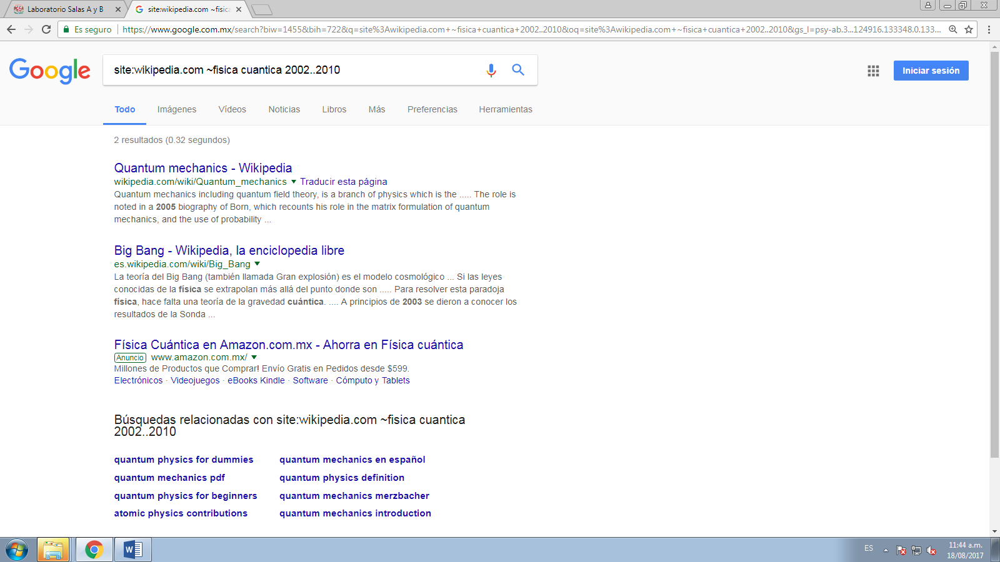 Laboratorio Salas A y B
site:wikipedia.com ~fisica
Es seguro
https://www.google.com.mx/search?biw=1455&bih=722&q=site%3Awikipedia.com+~fisica+cuantica+2002..2010&oq=site%3Awikipedia.com+~fisica+cuantica+2002..2010&gs_l=psy-ab.3...124916.133348.0.133...
Google
site:wikipedia.com ~fisica cuantica 2002..2010
Iniciar sesión
Todo Imágenes Vídeos Noticias Libros Más Preferencias Herramientas
2 resultados (0.32 segundos)
Quantum mechanics - Wikipedia
wikipedia.com/wiki/Quantum_mechanics Traducir esta página
Quantum mechanics including quantum field theory, is a branch of physics which is the ..... The role is
noted in a 2005 biography of Born, which recounts his role in the matrix formulation of quantum
mechanics, and the use of probability ...
Big Bang - Wikipedia, la enciclopedia libre
es.wikipedia.com/wiki/Big_Bang
La teoría del Big Bang (también llamada Gran explosión) es el modelo cosmológico ... Si las leyes
conocidas de la física se extrapolan más allá del punto donde son ..... Para resolver esta paradoja
física, hace falta una teoría de la gravedad cuántica. .... A principios de 2003 se dieron a conocer los
resultados de la Sonda ...
Física Cuántica en Amazon.com.mx - Ahorra en Física cuántica
Anuncio www.amazon.com.mx/
Millones de Productos que Comprar! Envío Gratis en Pedidos desde $599.
Electrónicos · Videojuegos · eBooks Kindle · Software · Cómputo y Tablets
Búsquedas relacionadas con site:wikipedia.com ~fisica cuantica
2002..2010
quantum physics for dummies quantum mechanics en español
quantum mechanics pdf quantum physics definition
quantum physics for beginners quantum mechanics merzbacher
atomic physics contributions quantum mechanics introduction
ES
11:44 a.m.
18/08/2017